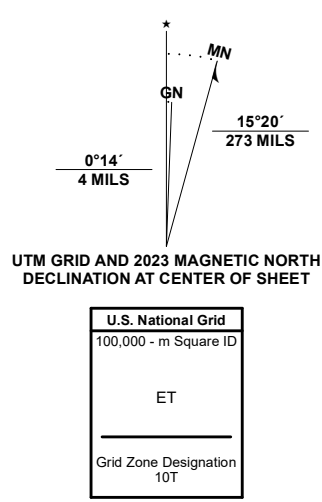 ★
MN
GN
15°20´
273 MILS
0°14´
4 MILS
UTM GRID AND 2023 MAGNETIC NORTH
DECLINATION AT CENTER OF SHEET
U.S. National Grid
100,000 - m Square ID
ET
Grid Zone Designation
10T